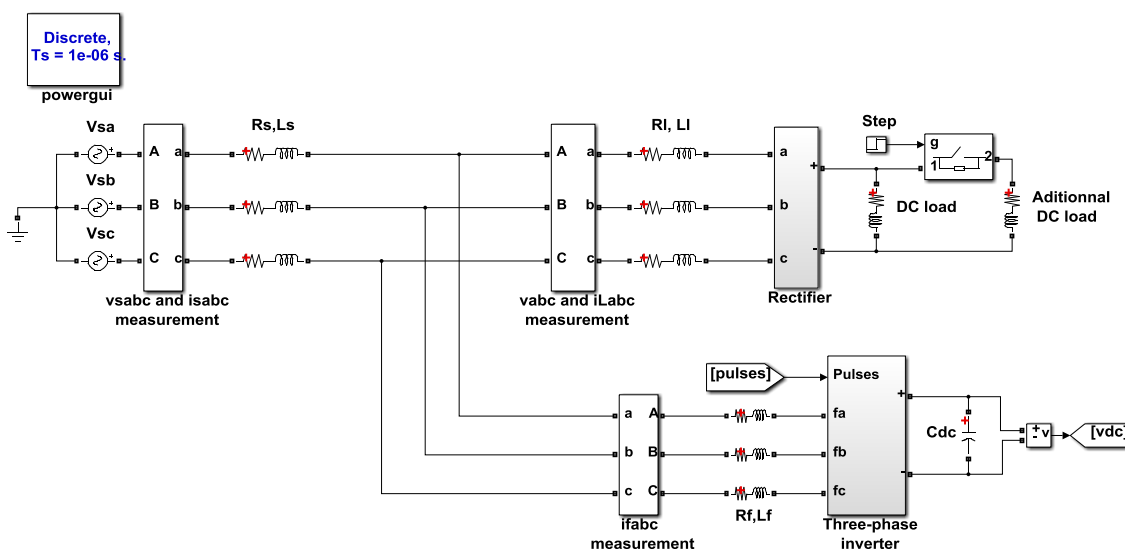 Discrete,
Ts = 1e-06 s.
powergui
Vsa
Vsb
Vsc
A a
B b
C c
vsabc and isabc
measurement
Rs,Ls
A a
B b
C c
vabc and iLabc
measurement
Rl, Ll
a
b
c
+
-
Rectifier
Step
g
1 2
DC load
Aditionnal
DC load
[pulses]
Pulses
a A
b B
c C
ifabc
measurement
Rf,Lf
fa
fb
fc
+
-
Three-phase
inverter
Cdc
+
- v
[vdc]